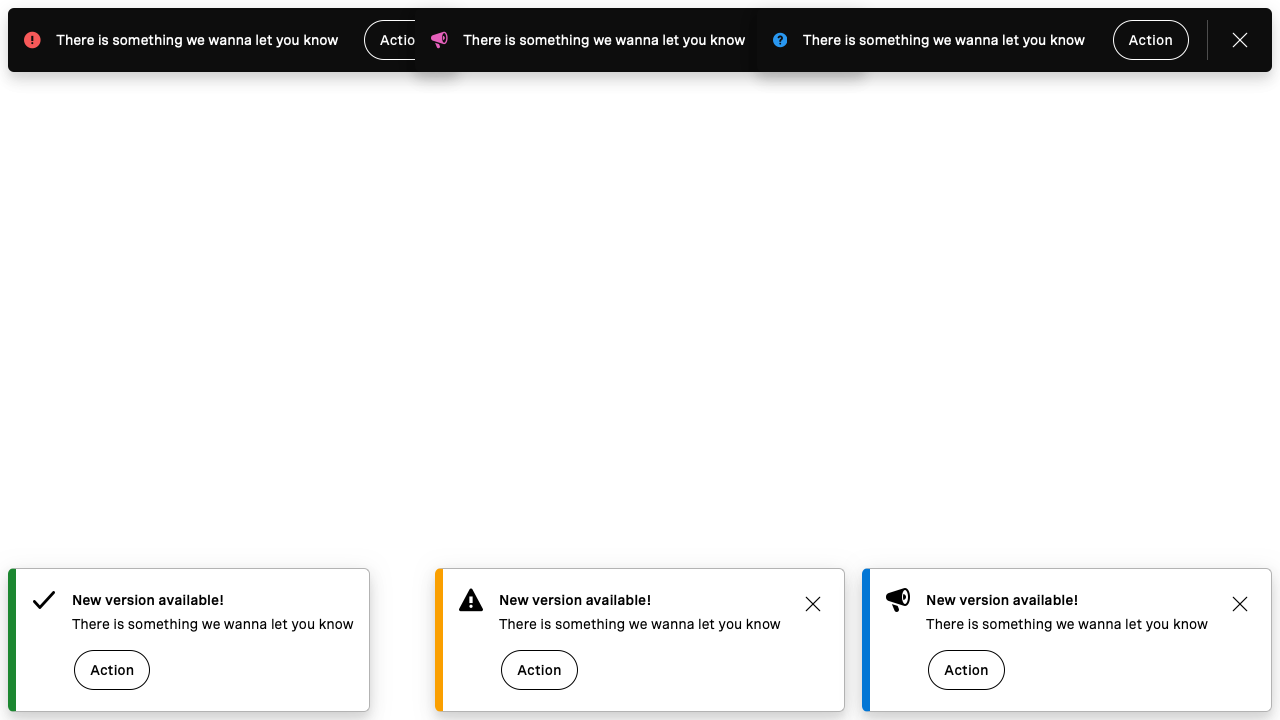 There is something we wanna let you know Actio There is something we wanna let you know There is something we wanna let you know Action
New version available! New version available! New version available!
There is something we wanna let you know There is something we wanna let you know There is something we wanna let you know
Action Action Action